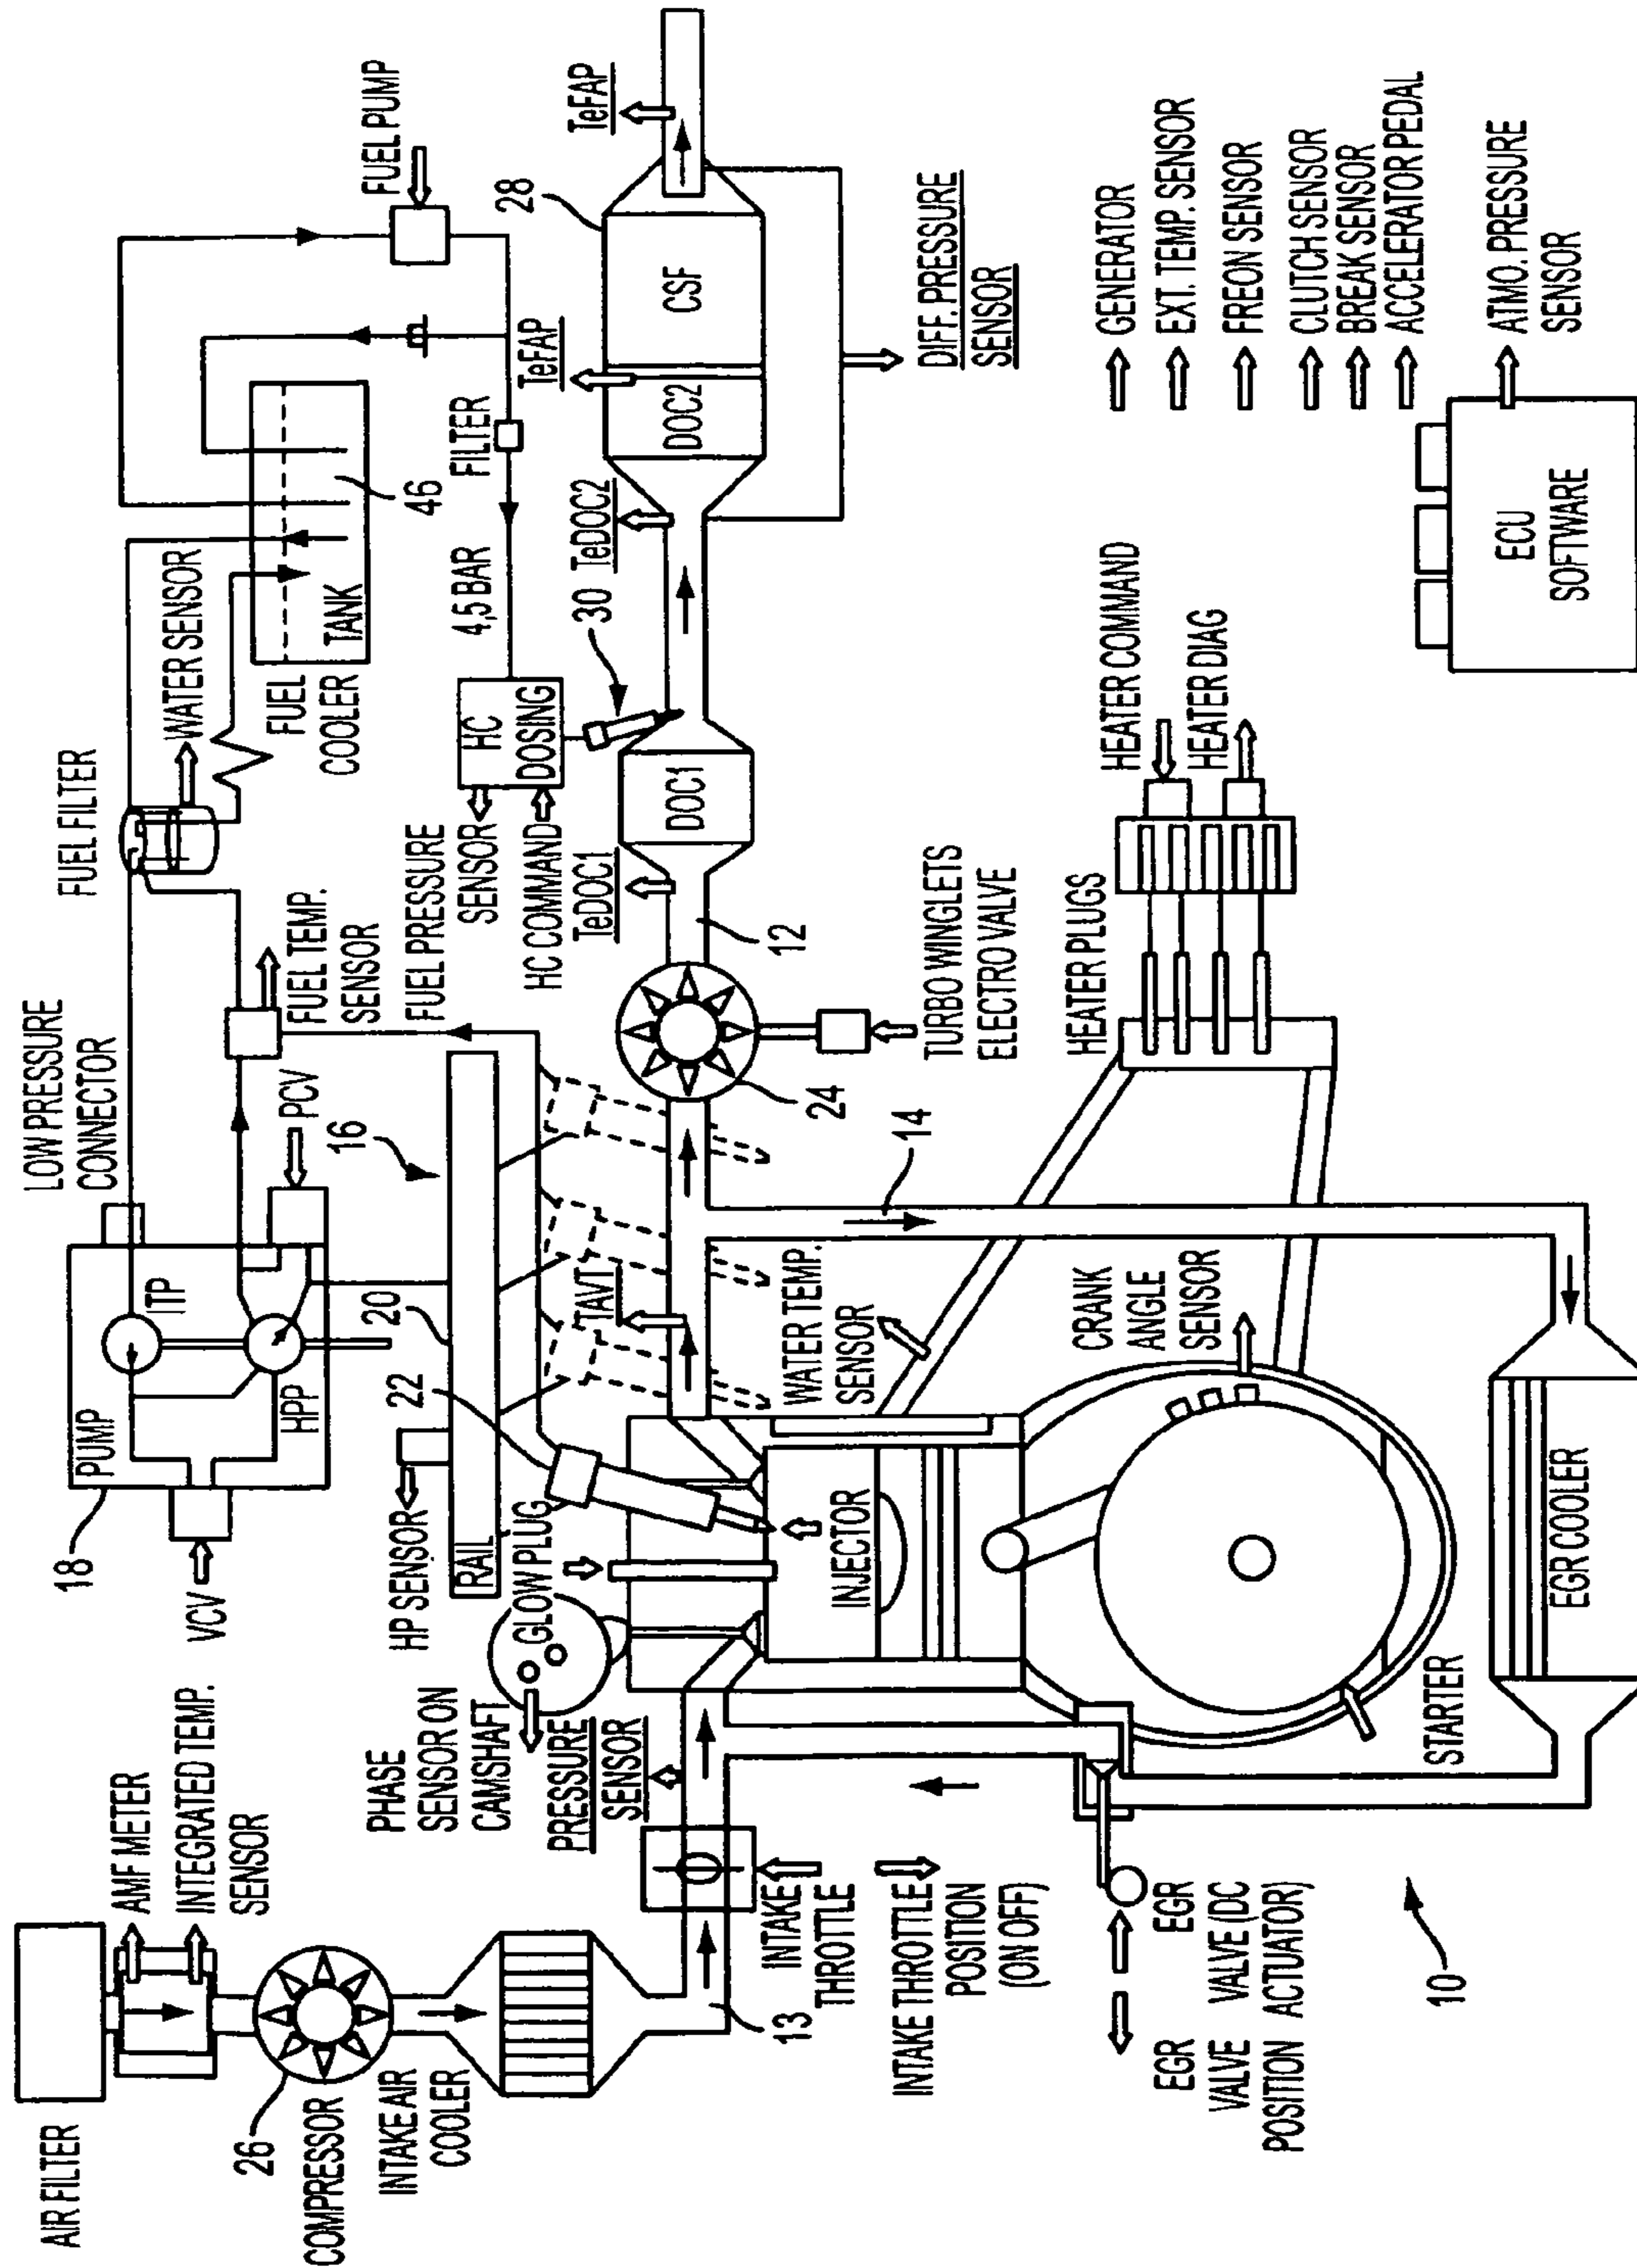 AIR FILTER
AMF METER
INTEGRATED TEMP.
SENSOR
26
COMPRESSOR
INTAKE AIR
COOLER
13
INTAKE
THROTTLE
INTAKE THROTTLE
POSITION
(ON OFF)
EGR
VALVE
POSITION
EGR
VALVE (DC
ACTUATOR)
10
VCV
18
PUMP
ITP
HPP
LOW PRESSURE
CONNECTOR
PCV
HP SENSOR
RAIL
20
16
22
GLOW PLUG
PHASE
SENSOR ON
CAMSHAFT
PRESSURE
SENSOR
TAVT
INJECTOR
WATER TEMP.
SENSOR
CRANK
ANGLE
SENSOR
STARTER
EGR COOLER
14
24
TURBO WINGLETS
ELECTRO VALVE
12
FUEL FILTER
WATER SENSOR
FUEL TEMP.
SENSOR
FUEL
COOLER
TANK
46
FUEL PUMP
FUEL PRESSURE
SENSOR
HC COMMAND
HC
DOSING
4,5 BAR
FILTER
30
TeDOC1
DOC1
TeDOC2
TeFAP
DOC2
CSF
28
TeFAP
DIFF. PRESSURE
SENSOR
HEATER PLUGS
HEATER COMMAND
HEATER DIAG
GENERATOR
EXT. TEMP. SENSOR
FREON SENSOR
CLUTCH SENSOR
BREAK SENSOR
ACCELERATOR PEDAL
ATMO. PRESSURE
SENSOR
ECU
SOFTWARE